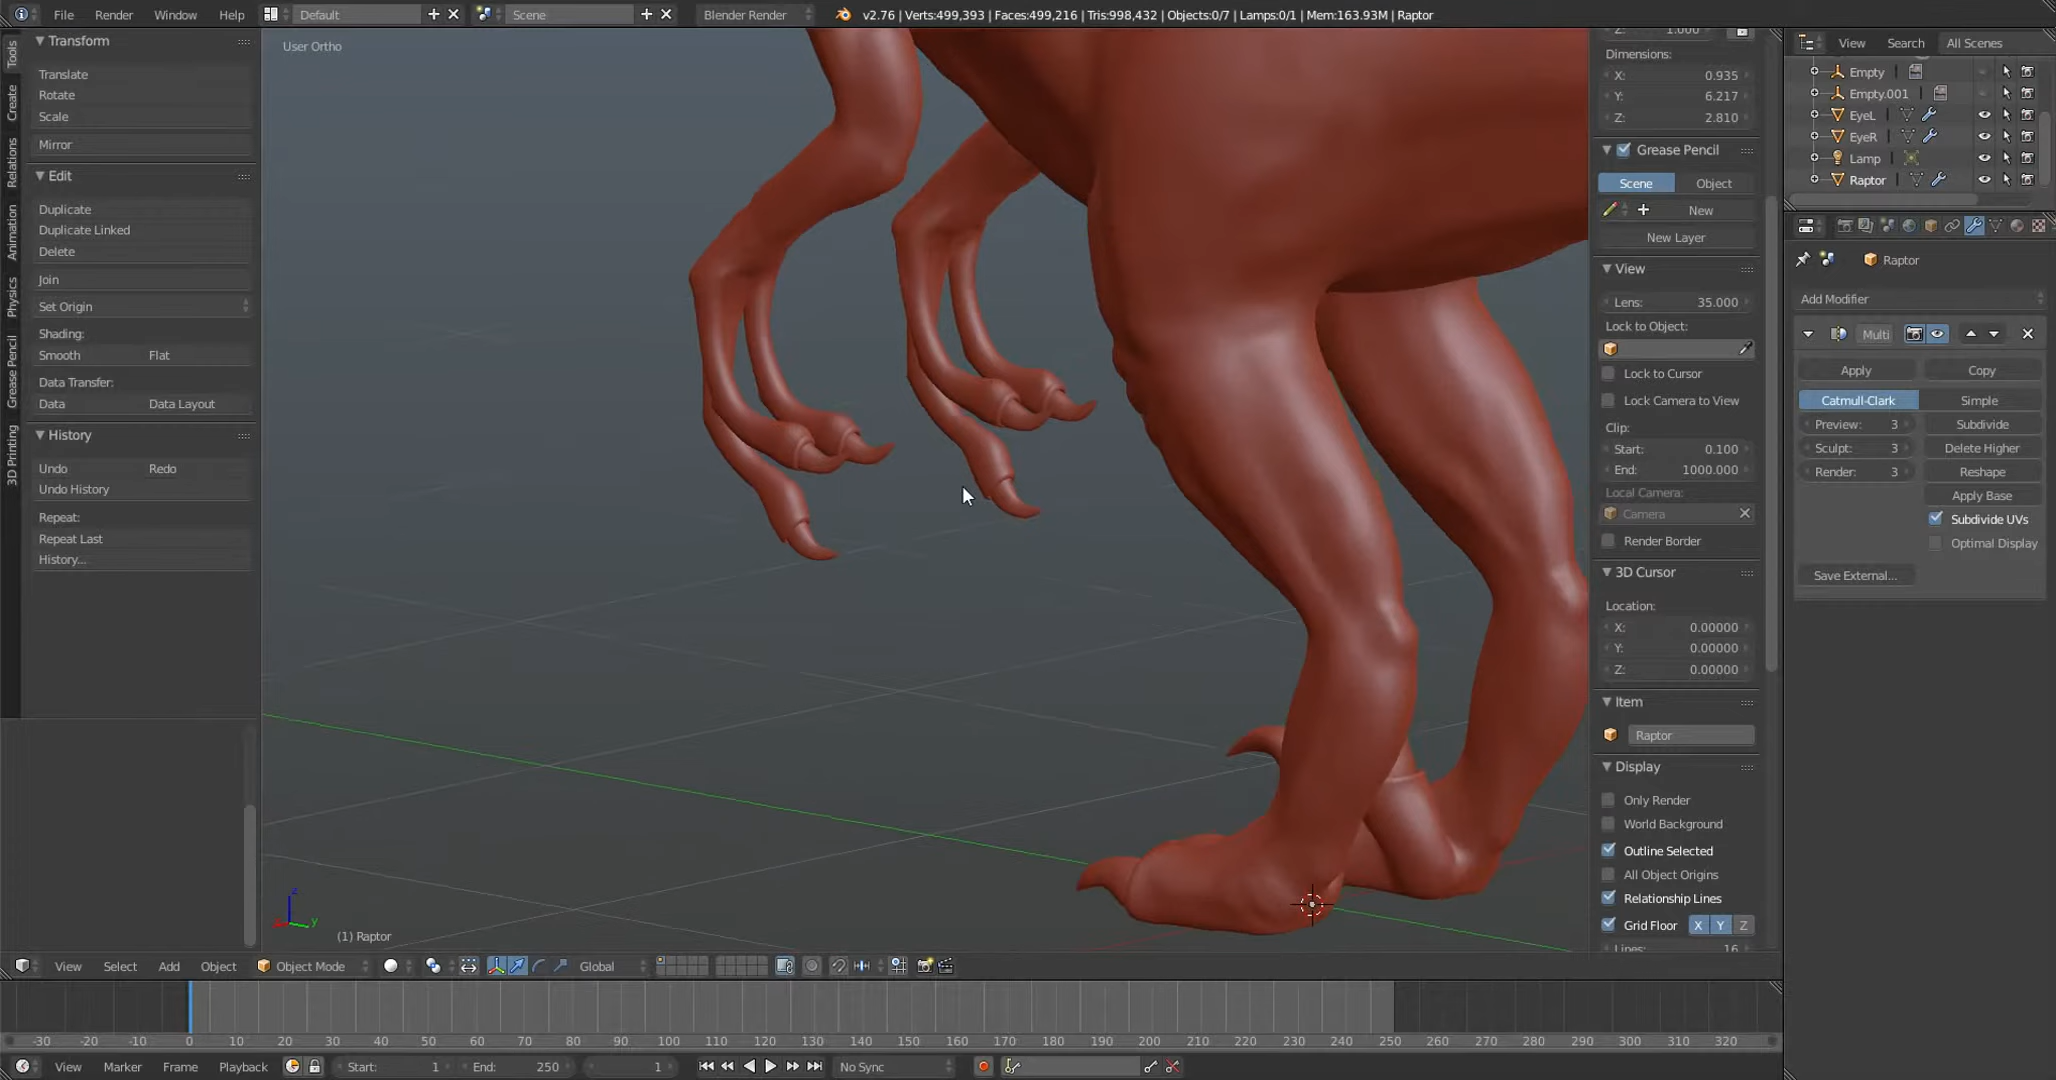 File Render Window Help Default Scene Blender Render v2.76 | Verts:499,393 | Faces:499,216 | Tris:998,432 | Objects:0/7 | Lamps:0/1 | Mem:163.93M | Raptor
Tools
Create
Relations
Animation
Physics
Grease Pencil
3D Printing
Transform
Translate
Rotate
Scale
Mirror
Edit
Duplicate
Duplicate Linked
Delete
Join
Set Origin
Shading:
Smooth Flat
Data Transfer:
Data Data Layout
History
Undo Redo
Undo History
Repeat:
Repeat Last
History...
User Ortho
z
y
(1) Raptor
Z: 1.000
Dimensions:
X: 0.935
Y: 6.217
Z: 2.810
Grease Pencil
Scene Object
New
New Layer
View
Lens: 35.000
Lock to Object:
Lock to Cursor
Lock Camera to View
Clip:
Start: 0.100
End: 1000.000
Local Camera:
Camera
Render Border
3D Cursor
Location:
X: 0.00000
Y: 0.00000
Z: 0.00000
Item
Raptor
Display
Only Render
World Background
Outline Selected
All Object Origins
Relationship Lines
Grid Floor X Y Z
Lines: 16
View Search All Scenes
Empty
Empty.001
EyeL
EyeR
Lamp
Raptor
Raptor
Add Modifier
Multi
Apply Copy
Catmull-Clark Simple
Preview: 3 Subdivide
Sculpt: 3 Delete Higher
Render: 3 Reshape
Apply Base
Subdivide UVs
Optimal Display
Save External...
View Select Add Object Object Mode Global
-30 -20 -10 0 10 20 30 40 50 60 70 80 90 100 110 120 130 140 150 160 170 180 190 200 210 220 230 240 250 260 270 280 290 300 310 320
View Marker Frame Playback Start: 1 End: 250 1 No Sync